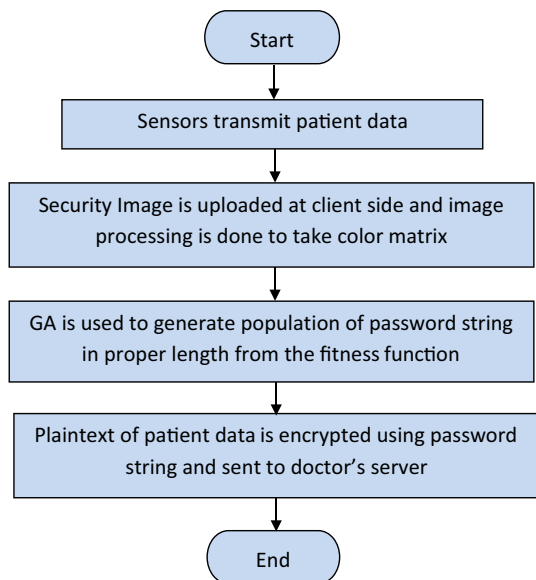 Start
Sensors transmit patient data
Security Image is uploaded at client side and image
processing is done to take color matrix
GA is used to generate population of password string
in proper length from the fitness function
Plaintext of patient data is encrypted using password
string and sent to doctor’s server
End